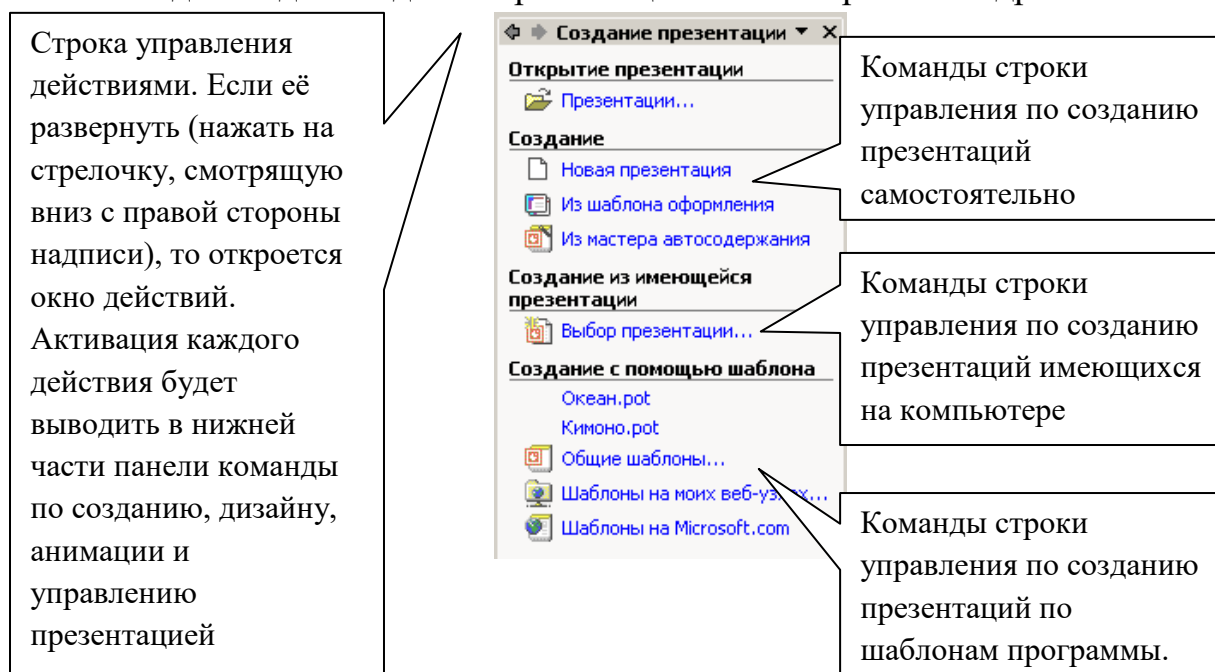 Строка управления
действиями. Если её
развернуть (нажать на
стрелочку, смотрящую
вниз с правой стороны
надписи), то откроется
окно действий.
Активация каждого
действия будет
выводить в нижней
части панели команды
по созданию, дизайну,
анимации и
управлению
презентацией
Создание презентации
Открытие презентации
Презентации...
Создание
Новая презентация
Из шаблона оформления
Из мастера автосодержания
Создание из имеющейся
презентации
Выбор презентации...
Создание с помощью шаблона
Океан.pot
Кимоно.pot
Общие шаблоны...
Шаблоны на моих веб-узлах...
Шаблоны на Microsoft.com
Команды строки
управления по созданию
презентаций
самостоятельно
Команды строки
управления по созданию
презентаций имеющихся
на компьютере
Команды строки
управления по созданию
презентаций по
шаблонам программы.